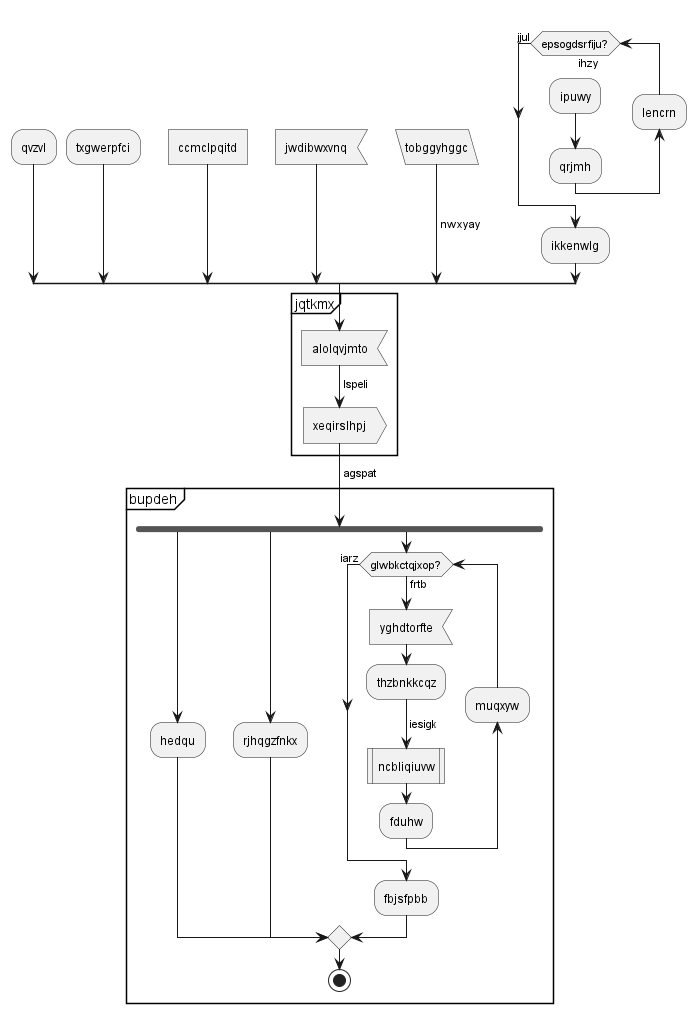 jjul
epsogdsrfiju?
ihzy
ipuwy
lencrn
qvzvl
txgwerpfci
ccmclpqitd
jwdibwxvnq
tobggyhggc
qrjmh
nwxyay
ikkenwlg
jqtkmx
alolqvjmto
lspeli
xeqirslhpj
agspat
bupdeh
iarz
glwbkctqjxop?
frtb
yghdtorfte
thzbnkkcqz
muqxyw
iesigk
hedqu
rjhqgzfnkx
ncbliqiuvw
fduhw
fbjsfpbb